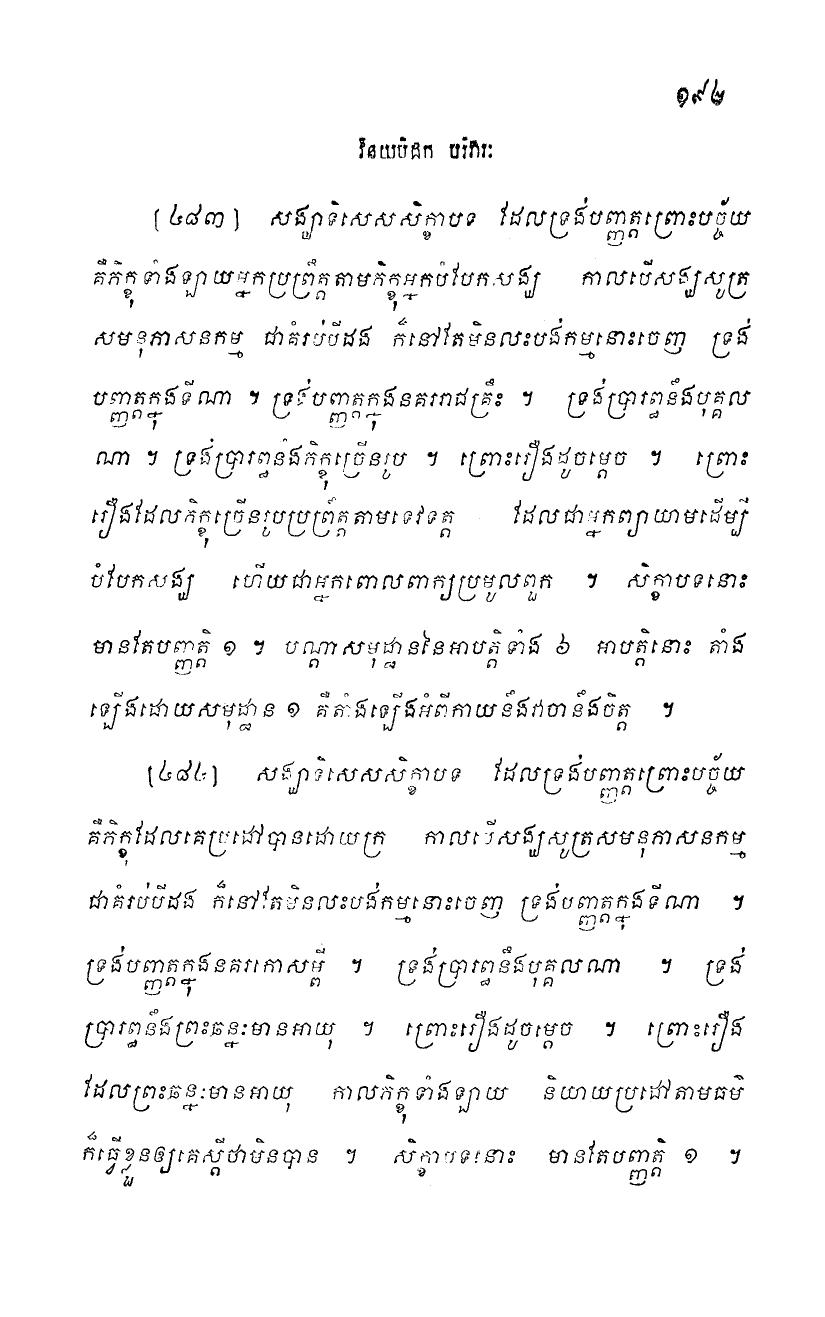 ១៩៤
វិនយបិដក បរិវារៈ
[៤៨៣] សង្ឃាទិសេសសិក្ខាបទ ដែលទ្រង់បញ្ញត្តព្រោះបច្ច័យ
គឺភិក្ខុទាំងឡាយអ្នកប្រព្រឹត្តតាមភិក្ខុអ្នកបំបែកសង្ឃ កាលបើសង្ឃសូត្រ
សមនុភាសនកម្ម ជាគំរប់បីដង ក៏នៅតែមិនលះបង់កម្មនោះចេញ ទ្រង់
បញ្ញត្តក្នុងទីណា ។ ទ្រង់បញ្ញត្តក្នុងនគររាជគ្រឹះ ។ ទ្រង់ប្រារព្ធនឹងបុគ្គល
ណា ។ ទ្រង់ប្រារព្ធនឹងភិក្ខុច្រើនរូប ។ ព្រោះរឿងដូចម្តេច ។ ព្រោះ
រឿងដែលភិក្ខុច្រើនរូបប្រព្រឹត្តតាមទេវទត្ត ដែលជាអ្នកព្យាយាមដើម្បី
បំបែកសង្ឃ ហើយជាអ្នកពោលពាក្យប្រមូលពួក ។ សិក្ខាបទនោះ
មានតែបញ្ញត្តិ ១ ។ បណ្តាសមុដ្ឋាននៃអាបត្តិទាំង ៦ អាបត្តិនោះ តាំង
ឡើងដោយសមុដ្ឋាន ១ គឺតាំងឡើងអំពីកាយនឹងវាចានឹងចិត្ត ។
[៤៨៤] សង្ឃាទិសេសសិក្ខាបទ ដែលទ្រង់បញ្ញត្តព្រោះបច្ច័យ
គឺភិក្ខុដែលគេប្រដៅបានដោយក្រ កាលបើសង្ឃសូត្រសមនុភាសនកម្ម
ជាគំរប់បីដង ក៏នៅតែមិនលះបង់កម្មនោះចេញ ទ្រង់បញ្ញត្តក្នុងទីណា ។
ទ្រង់បញ្ញត្តក្នុងនគរកោសម្ពី ។ ទ្រង់ប្រារព្ធនឹងបុគ្គលណា ។ ទ្រង់
ប្រារព្ធនឹងព្រះឆន្នៈមានអាយុ ។ ព្រោះរឿងដូចម្តេច ។ ព្រោះរឿង
ដែលព្រះឆន្នៈមានអាយុ កាលភិក្ខុទាំងឡាយ និយាយប្រដៅតាមធម៌
ក៏ធ្វើខ្លួនឲ្យគេស្តីថាមិនបាន ។ សិក្ខាបទនោះ មានតែបញ្ញត្តិ ១ ។